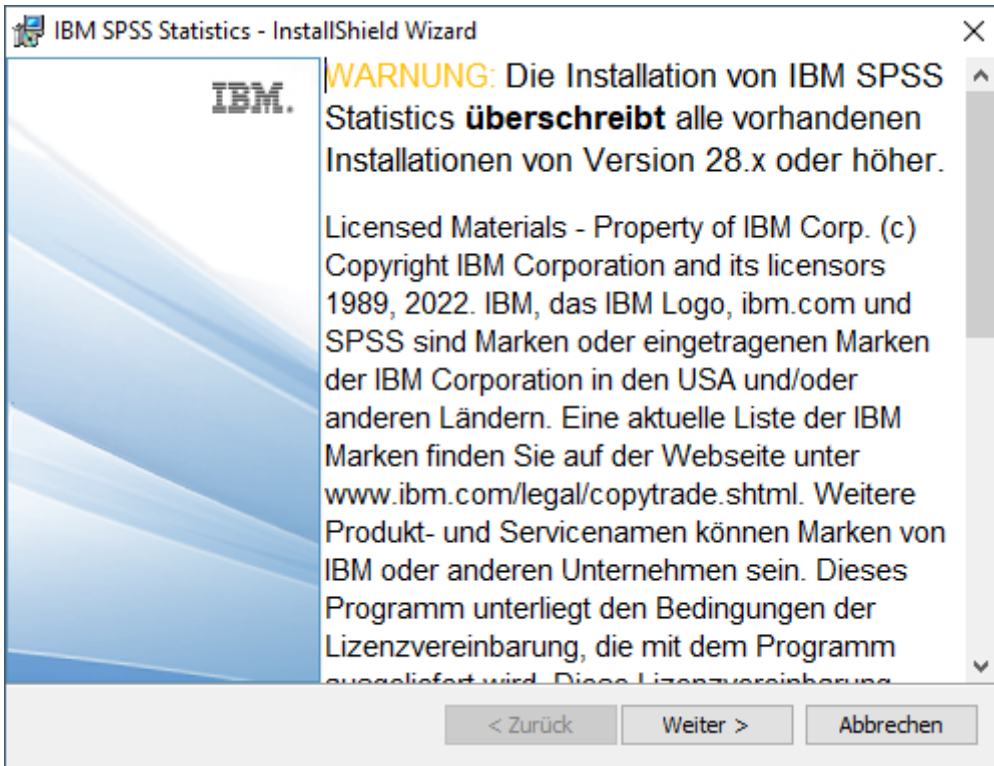 IBM SPSS Statistics - InstallShield Wizard
IBM.
WARNUNG: Die Installation von IBM SPSS
Statistics überschreibt alle vorhandenen
Installationen von Version 28.x oder höher.
Licensed Materials - Property of IBM Corp. (c)
Copyright IBM Corporation and its licensors
1989, 2022. IBM, das IBM Logo, ibm.com und
SPSS sind Marken oder eingetragenen Marken
der IBM Corporation in den USA und/oder
anderen Ländern. Eine aktuelle Liste der IBM
Marken finden Sie auf der Webseite unter
www.ibm.com/legal/copytrade.shtml. Weitere
Produkt- und Servicenamen können Marken von
IBM oder anderen Unternehmen sein. Dieses
Programm unterliegt den Bedingungen der
Lizenzvereinbarung, die mit dem Programm
ausgeliefert wird. Diese Lizenzvereinbarung
< Zurück
Weiter >
Abbrechen